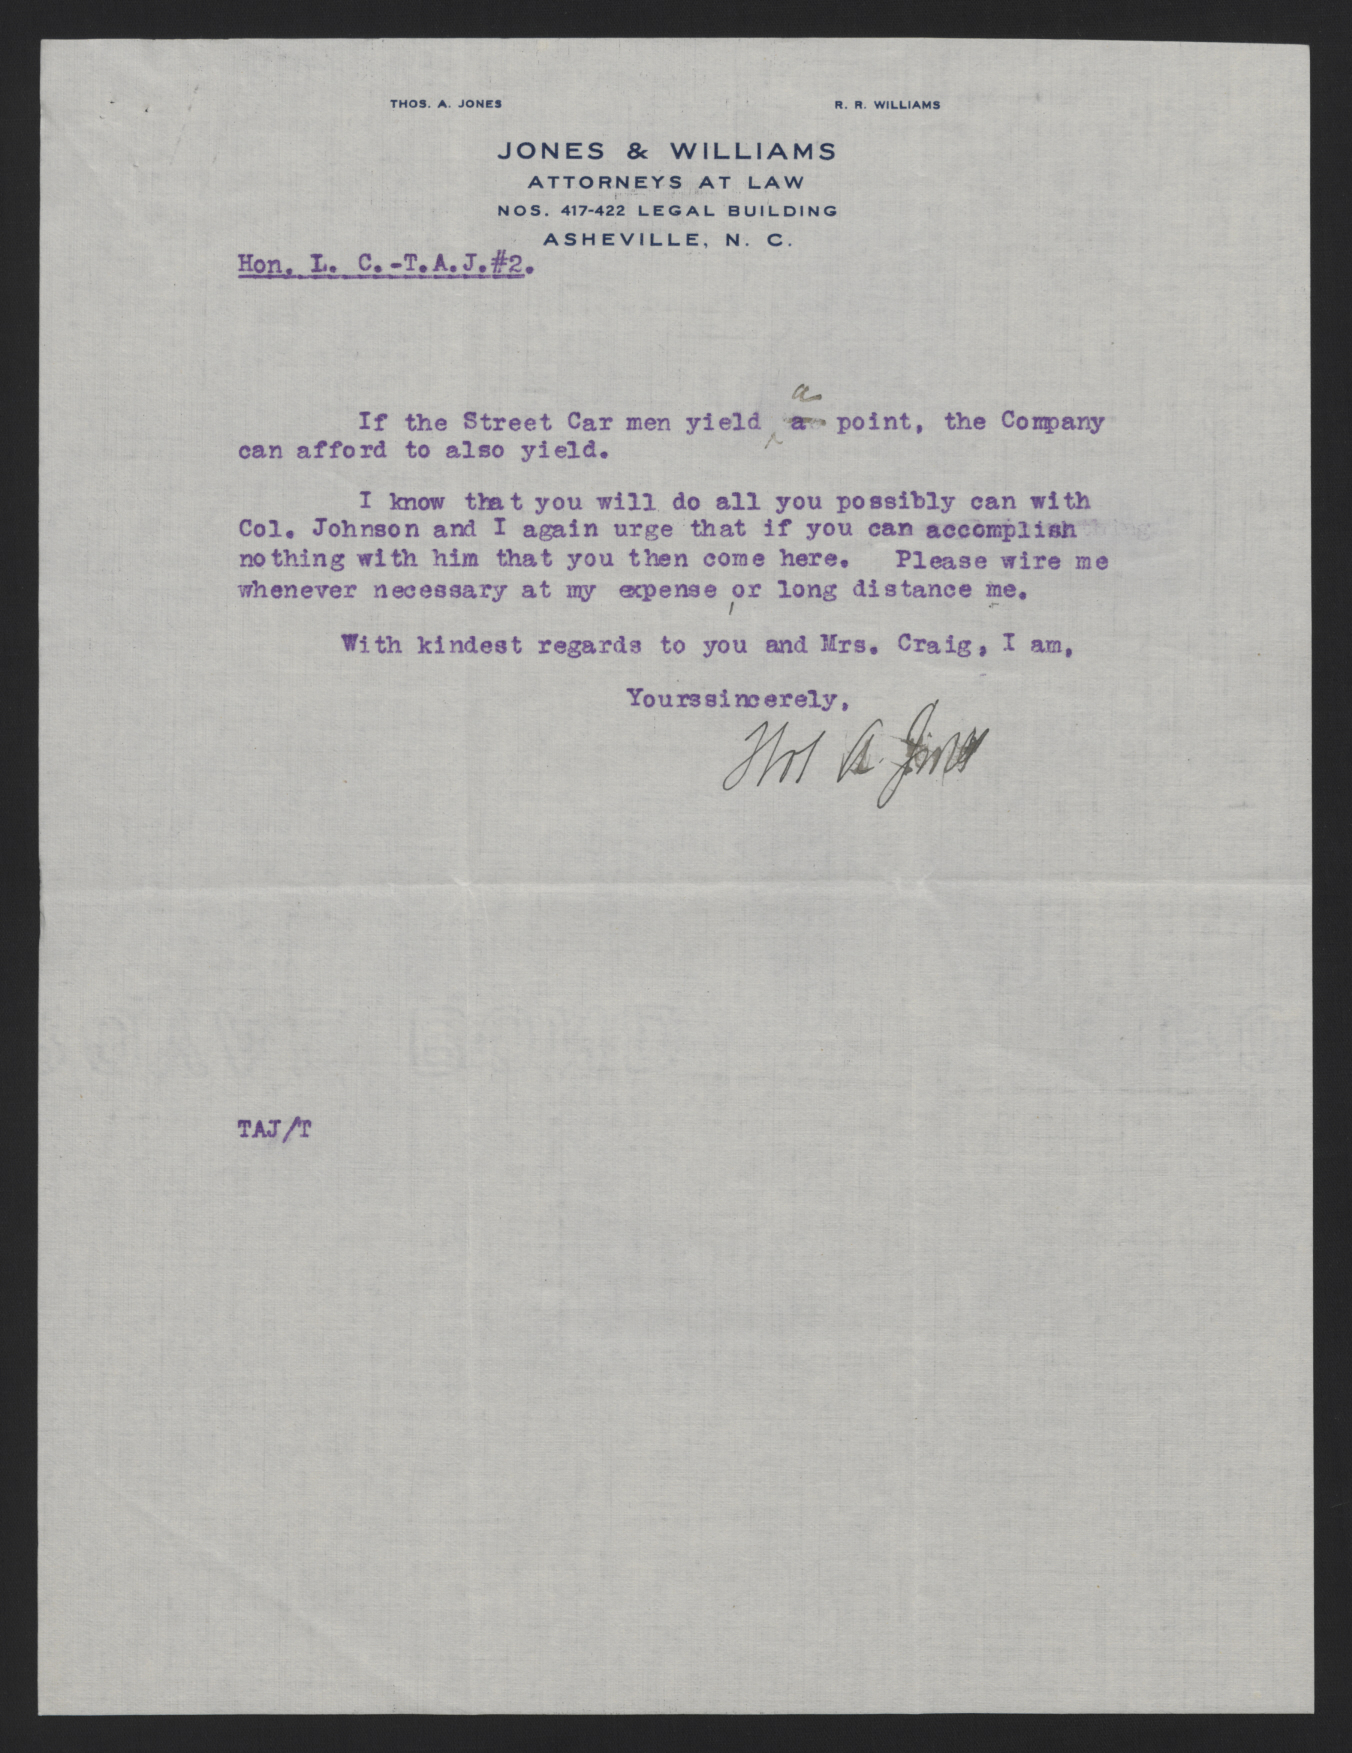 THOS. A. JONES R. R. WILLIAMS
JONES & WILLIAMS
ATTORNEYS AT LAW
NOS. 417-422 LEGAL BUILDING
ASHEVILLE, N. C.
Hon. L. C.-T.A.J.#2.
a
If the Street Car men yield a point, the Company
can afford to also yield.
I know that you will do all you possibly can with
Col. Johnson and I again urge that if you can accomplish
nothing with him that you then come here. Please wire me
whenever necessary at my expense or long distance me.
With kindest regards to you and Mrs. Craig, I am,
Yourssincerely,
Thos A. Jones
TAJ/T